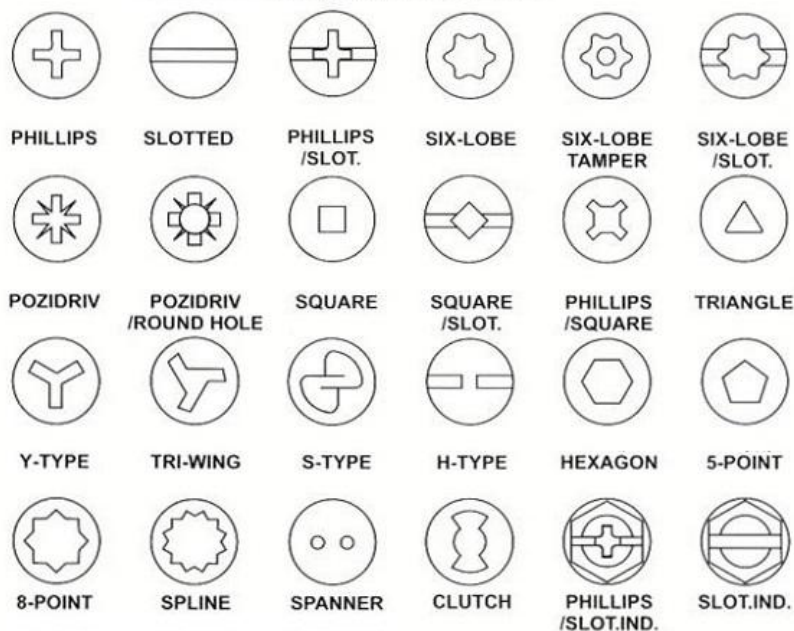 PHILLIPS SLOTTED PHILLIPS SIX-LOBE SIX-LOBE SIX-LOBE
/SLOT. TAMPER /SLOT.
POZIDRIV POZIDRIV SQUARE SQUARE PHILLIPS TRIANGLE
/ROUND HOLE /SLOT. /SQUARE
Y-TYPE TRI-WING S-TYPE H-TYPE HEXAGON 5-POINT
8-POINT SPLINE SPANNER CLUTCH PHILLIPS SLOT.IND.
/SLOT.IND.